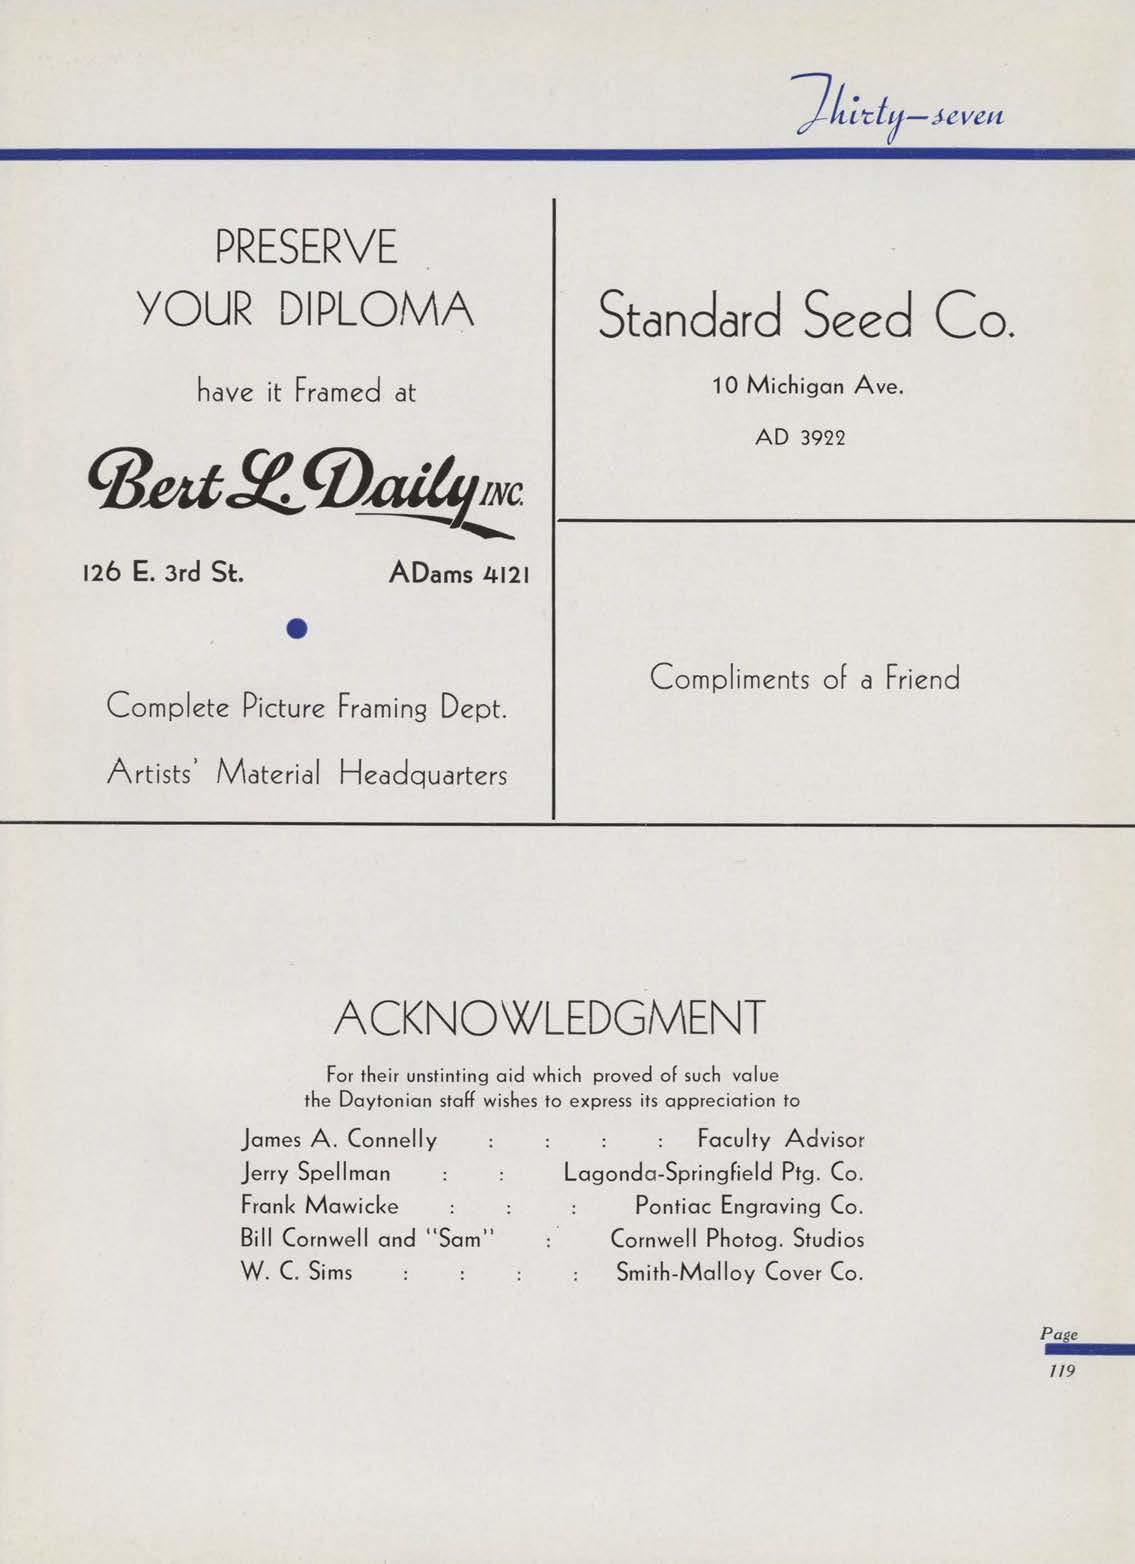 Thirty-seven
PRESERVE
YOUR DIPLOMA
have it Framed at
Bert L. Daily INC.
126 E. 3rd St. ADams 4121
Complete Picture Framing Dept.
Artists' Material Headquarters
Standard Seed Co.
10 Michigan Ave.
AD 3922
Compliments of a Friend
ACKNOWLEDGMENT
For their unstinting aid which proved of such value
the Daytonian staff wishes to express its appreciation to
James A. Connelly : : : : Faculty Advisor
Jerry Spellman : : Lagonda-Springfield Ptg. Co.
Frank Mawicke : : : Pontiac Engraving Co.
Bill Cornwell and "Sam" : Cornwell Photog. Studios
W. C. Sims : : : : Smith-Malloy Cover Co.
Page
119